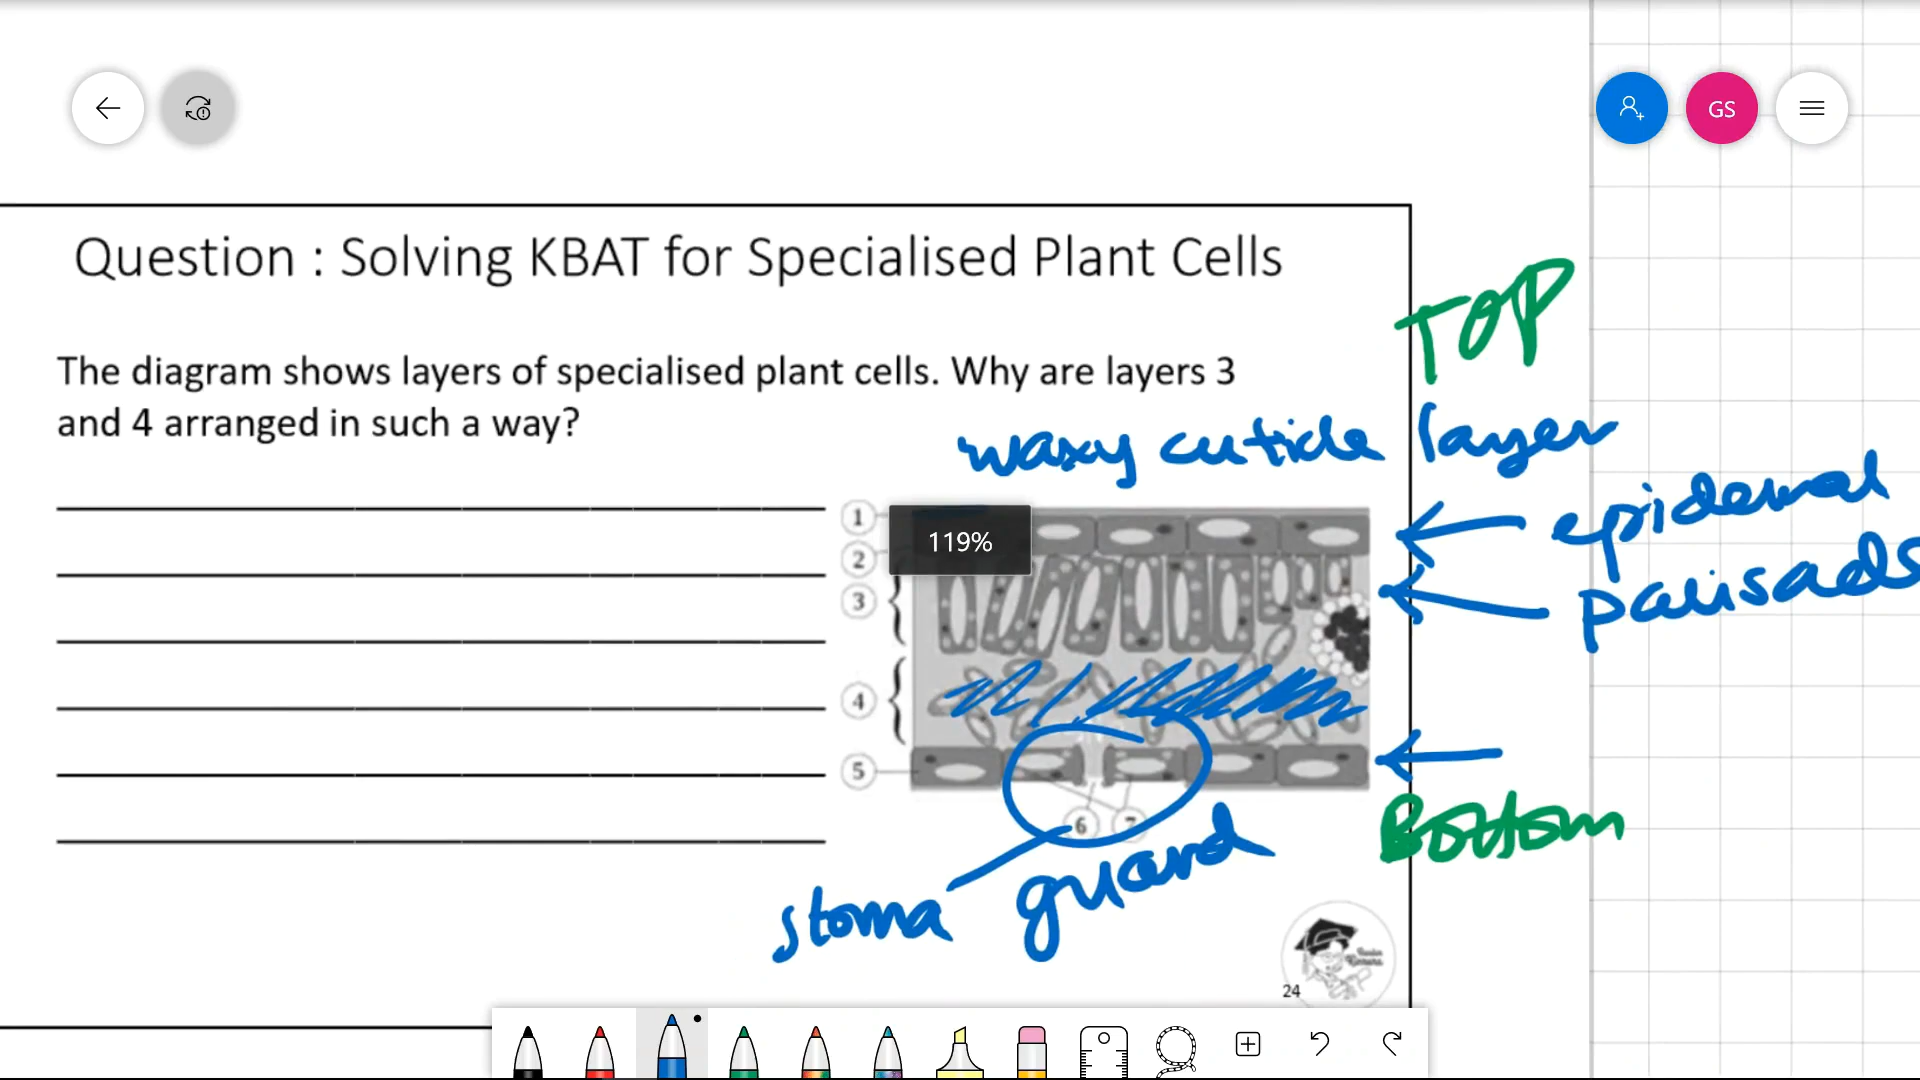 GS
Question : Solving KBAT for Specialised Plant Cells
TOP
The diagram shows layers of specialised plant cells. Why are layers 3
and 4 arranged in such a way?
waxy cuticle layer
1
119%
epidermal
2
3
palisade
4
5
6
7
Bottom
stoma guard
24